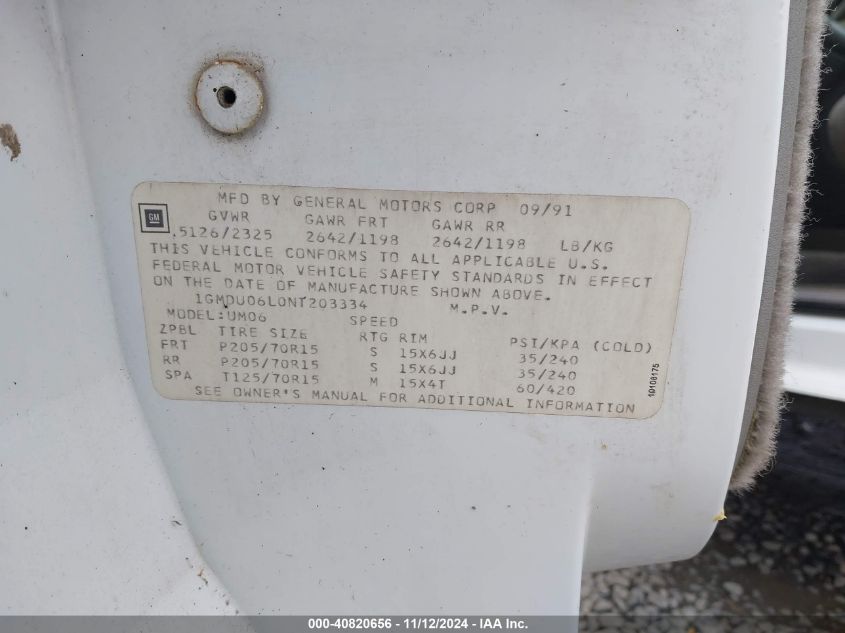 MFD BY GENERAL MOTORS CORP 09/91
GM
GVWR GAWR FRT GAWR RR
5126/2325 2642/1198 2642/1198 LB/KG
THIS VEHICLE CONFORMS TO ALL APPLICABLE U.S.
FEDERAL MOTOR VEHICLE SAFETY STANDARDS IN EFFECT
ON THE DATE OF MANUFACTURE SHOWN ABOVE.
1GMDU06L0NT203334 M.P.V.
MODEL:UM06 SPEED
ZPBL TIRE SIZE RTG RIM PSI/KPA (COLD)
FRT P205/70R15 S 15X6JJ 35/240
RR P205/70R15 S 15X6JJ 35/240
SPA T125/70R15 M 15X4T 60/420
SEE OWNER'S MANUAL FOR ADDITIONAL INFORMATION
10108175
000-40820656 - 11/12/2024 - IAA Inc.